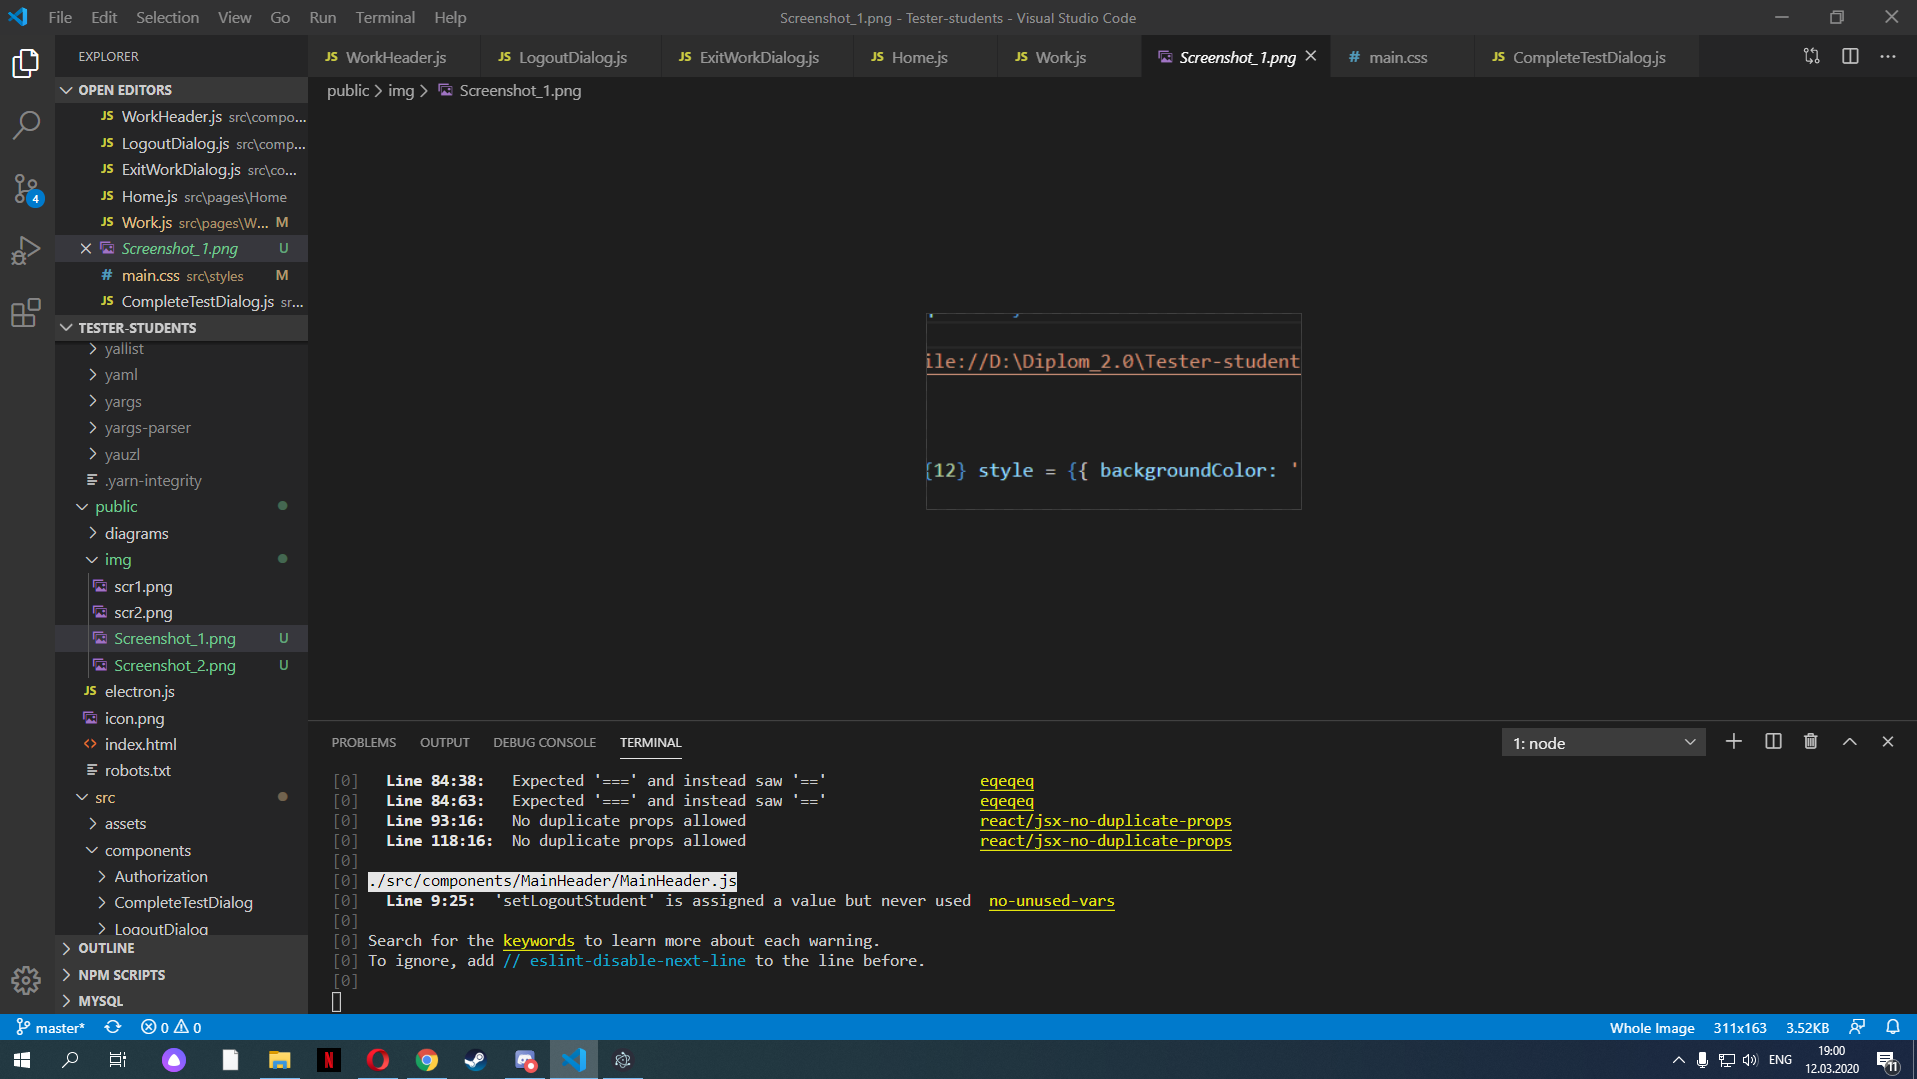 File Edit Selection View Go Run Terminal Help
Screenshot_1.png - Tester-students - Visual Studio Code
EXPLORER
JS WorkHeader.js
JS LogoutDialog.js
JS ExitWorkDialog.js
JS Home.js
JS Work.js
Screenshot_1.png
# main.css
JS CompleteTestDialog.js
public > img > Screenshot_1.png
OPEN EDITORS
JS WorkHeader.js src\compo...
JS LogoutDialog.js src\comp...
JS ExitWorkDialog.js src\co...
JS Home.js src\pages\Home
JS Work.js src\pages\W... M
Screenshot_1.png U
# main.css src\styles M
JS CompleteTestDialog.js sr...
TESTER-STUDENTS
yallist
yaml
yargs
yargs-parser
yauzl
.yarn-integrity
public
diagrams
img
scr1.png
scr2.png
Screenshot_1.png U
Screenshot_2.png U
JS electron.js
icon.png
<> index.html
robots.txt
src
assets
components
Authorization
CompleteTestDialog
LogoutDialog
OUTLINE
NPM SCRIPTS
MYSQL
4
ile://D:\Diplom_2.0\Tester-student
{12} style = {{ backgroundColor: '
PROBLEMS OUTPUT DEBUG CONSOLE TERMINAL
1: node
[0] Line 84:38: Expected '===' and instead saw '==' eqeqeq
[0] Line 84:63: Expected '===' and instead saw '==' eqeqeq
[0] Line 93:16: No duplicate props allowed react/jsx-no-duplicate-props
[0] Line 118:16: No duplicate props allowed react/jsx-no-duplicate-props
[0]
[0] ./src/components/MainHeader/MainHeader.js
[0] Line 9:25: 'setLogoutStudent' is assigned a value but never used no-unused-vars
[0]
[0] Search for the keywords to learn more about each warning.
[0] To ignore, add // eslint-disable-next-line to the line before.
[0]
master* 0 0
Whole Image 311x163 3.52KB
N
ENG
19:00
12.03.2020
11